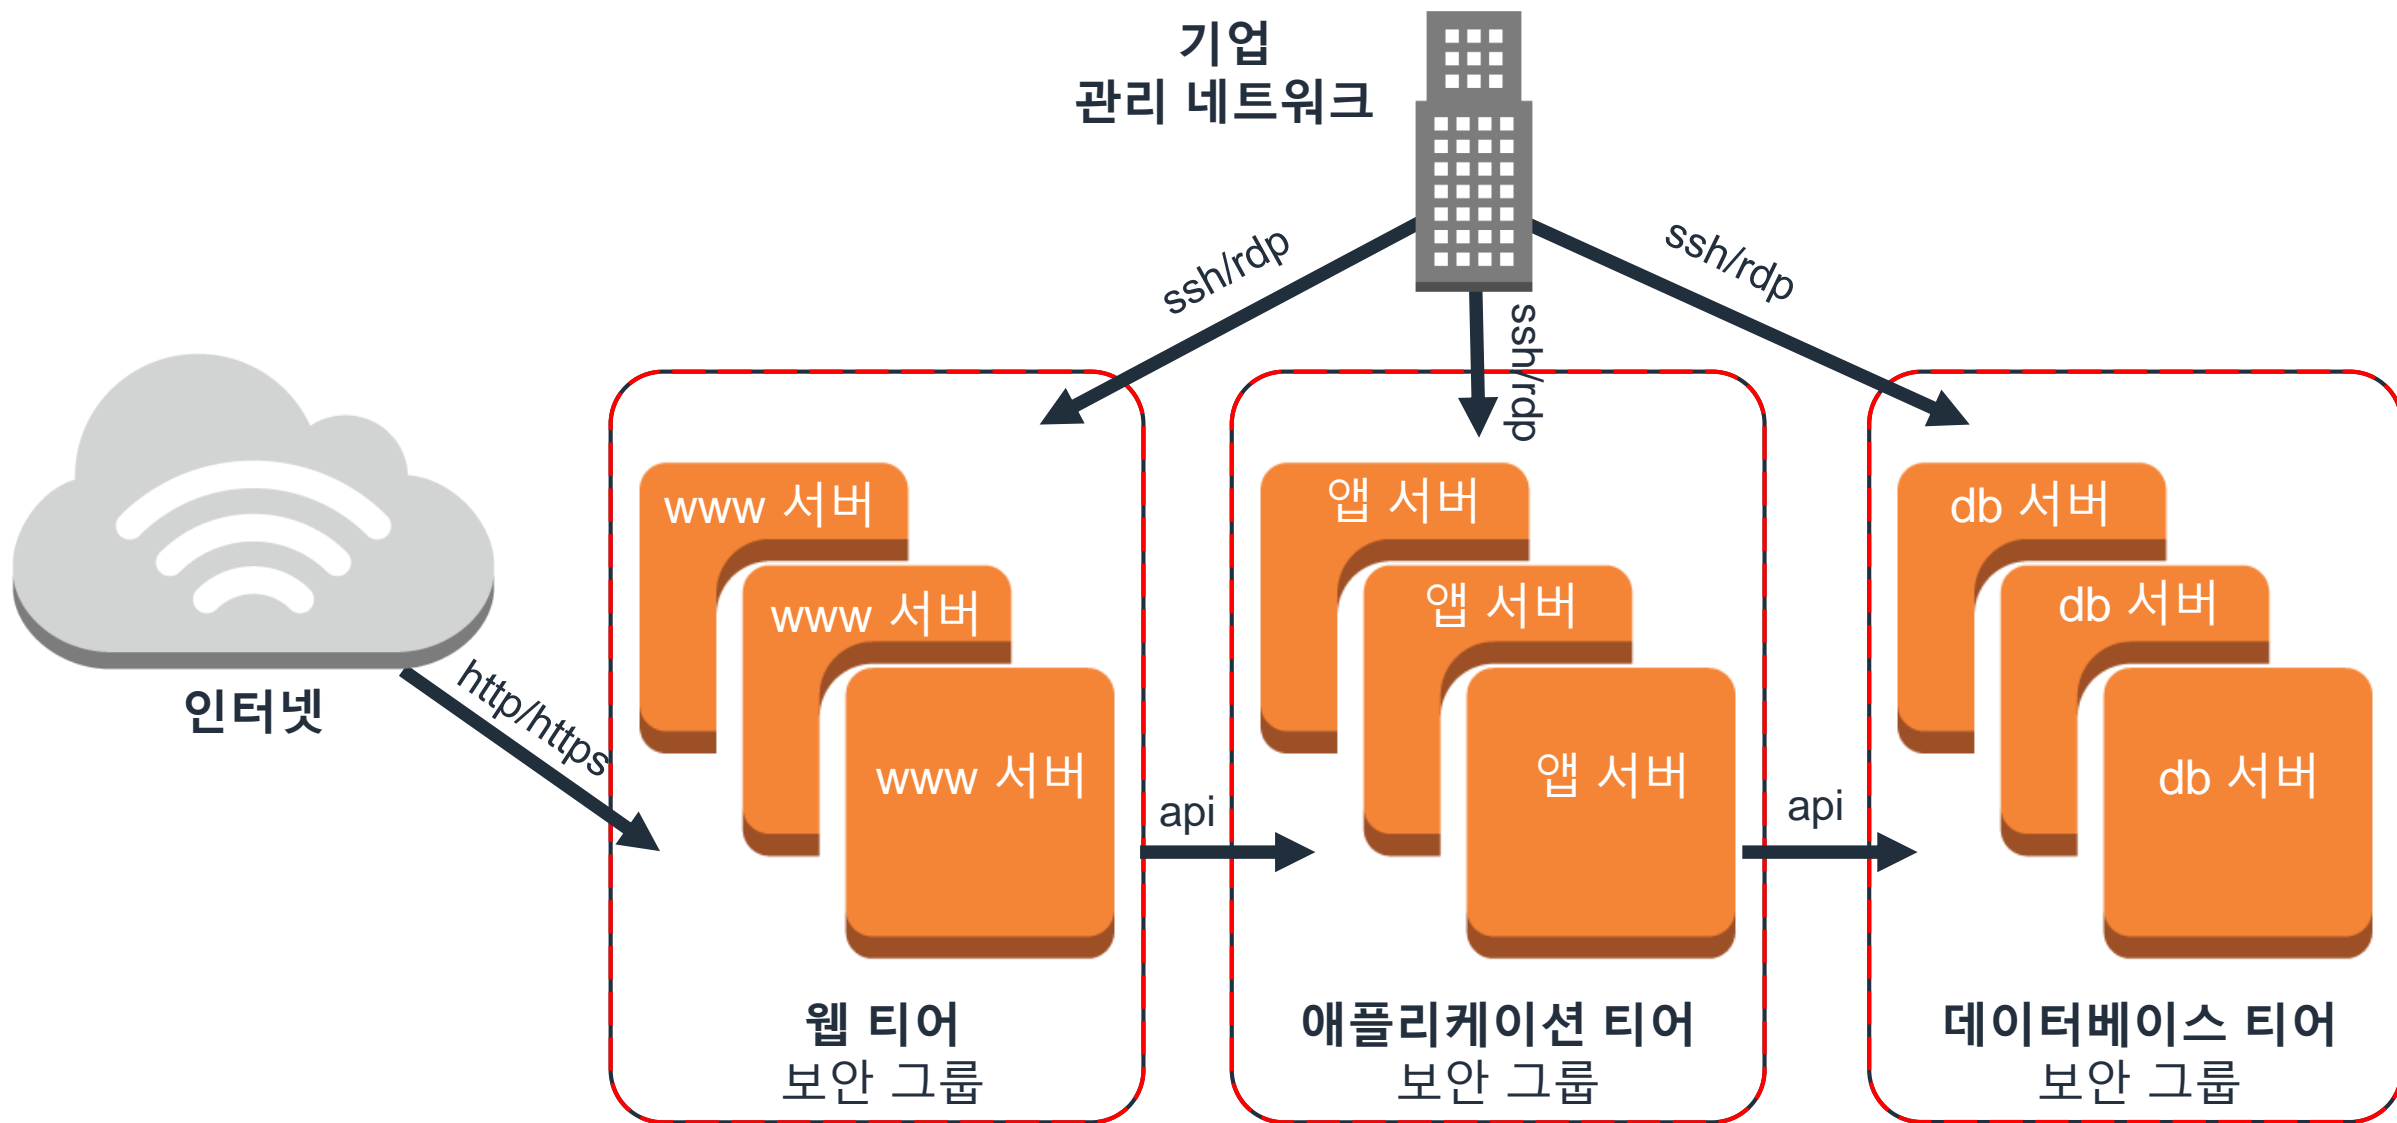 기업
관리 네트워크
ssh/rdp
ssh/rdp
ssh/rdp
www 서버
www 서버
www 서버
앱 서버
앱 서버
앱 서버
db 서버
db 서버
db 서버
인터넷
http/https
api
api
웹 티어
보안 그룹
애플리케이션 티어
보안 그룹
데이터베이스 티어
보안 그룹